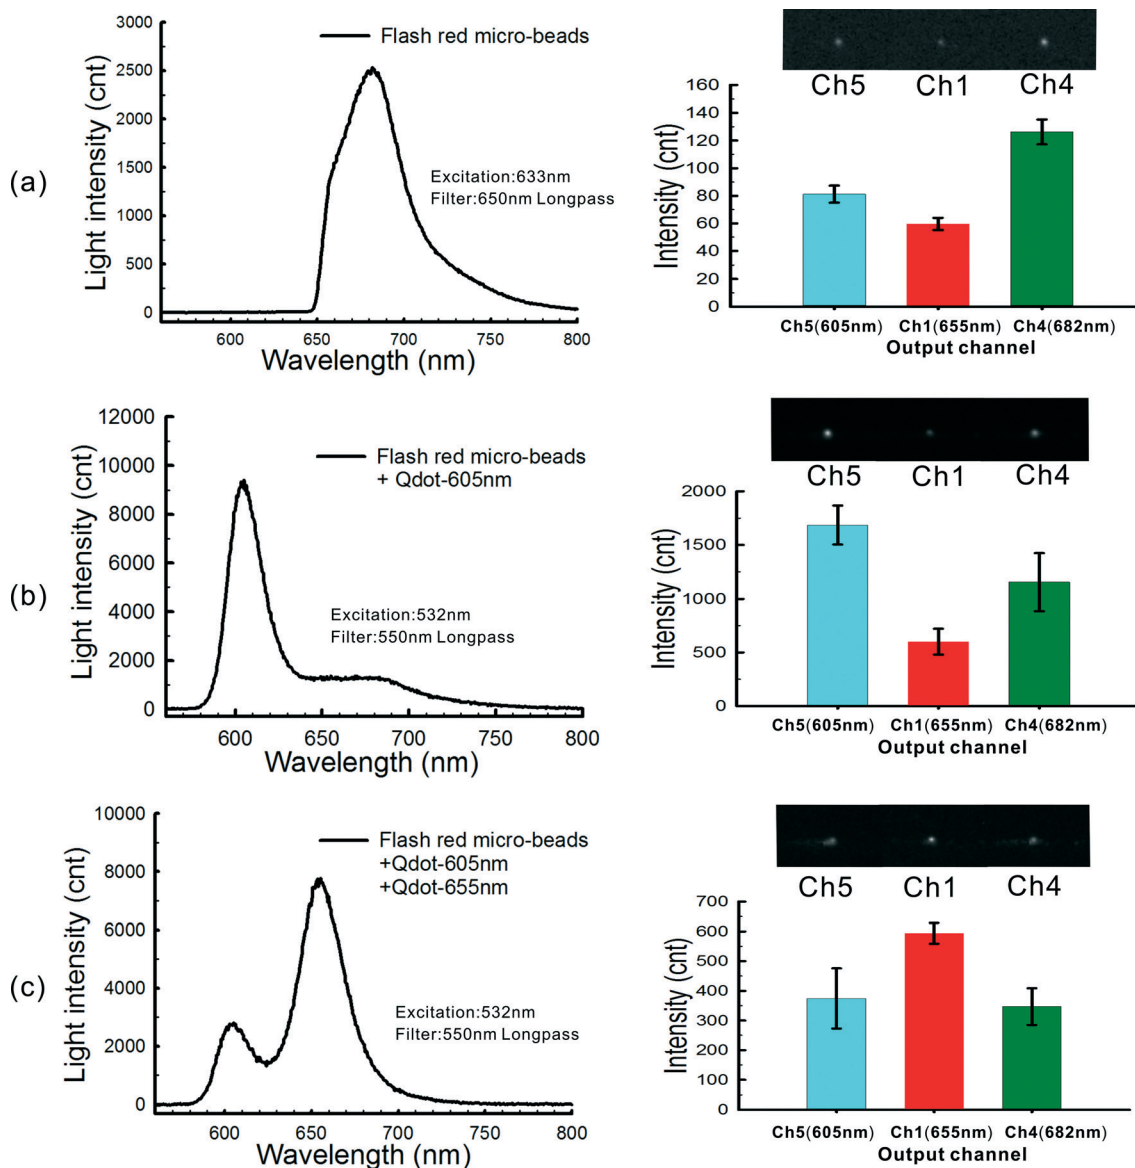 (a)
Light intensity (cnt)
3000
2500
2000
1500
1000
500
0
Flash red micro-beads
Excitation:633nm
Filter:650nm Longpass
600 650 700 750 800
Wavelength (nm)
Ch5 Ch1 Ch4
Intensity (cnt)
160
140
120
100
80
60
40
20
0
Ch5(605nm) Ch1(655nm) Ch4(682nm)
Output channel
(b)
Light intensity (cnt)
12000
10000
8000
6000
4000
2000
0
Flash red micro-beads
+ Qdot-605nm
Excitation:532nm
Filter:550nm Longpass
600 650 700 750 800
Wavelength (nm)
Ch5 Ch1 Ch4
Intensity (cnt)
2000
1500
1000
500
0
Ch5(605nm) Ch1(655nm) Ch4(682nm)
Output channel
(c)
Light intensity (cnt)
10000
8000
6000
4000
2000
0
Flash red micro-beads
+Qdot-605nm
+Qdot-655nm
Excitation:532nm
Filter:550nm Longpass
600 650 700 750 800
Wavelength (nm)
Ch5 Ch1 Ch4
Intensity (cnt)
700
600
500
400
300
200
100
0
Ch5(605nm) Ch1(655nm) Ch4(682nm)
Output channel